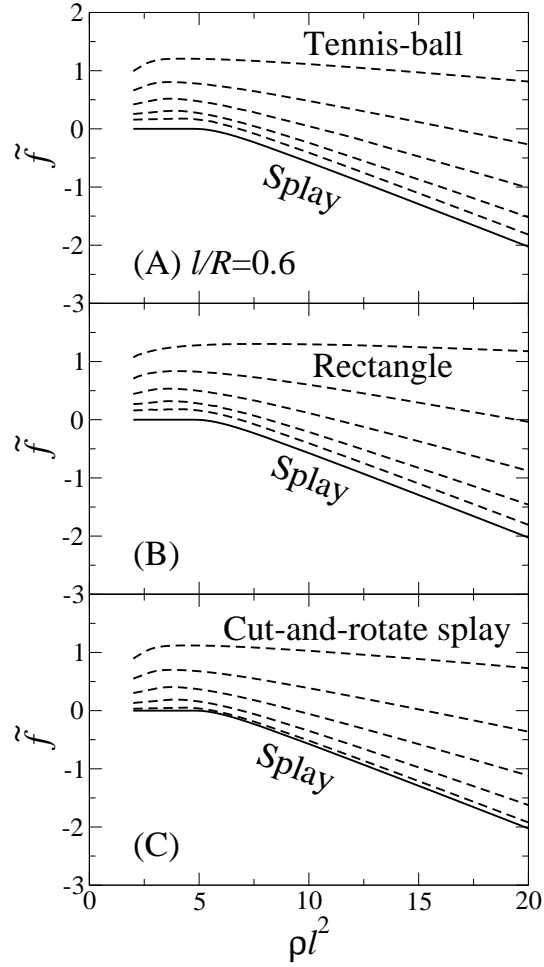 2
1
0
-1
-2
-3
f̃
Tennis-ball
Splay
(A) l/R=0.6
1
0
-1
-2
-3
f̃
Rectangle
Splay
(B)
1
0
-1
-2
-3
f̃
Cut-and-rotate splay
Splay
(C)
0 5 10 15 20
ρl²